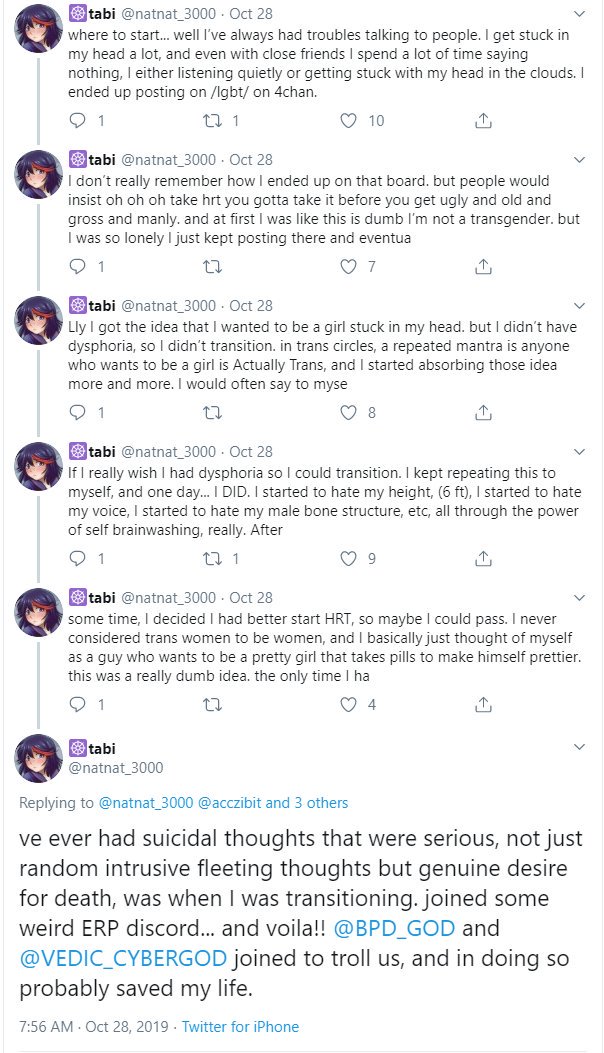 tabi @natnat_3000 · Oct 28
where to start... well I've always had troubles talking to people. I get stuck in
my head a lot, and even with close friends I spend a lot of time saying
nothing, I either listening quietly or getting stuck with my head in the clouds. I
ended up posting on /lgbt/ on 4chan.
1 1 10
tabi @natnat_3000 · Oct 28
I don't really remember how I ended up on that board. but people would
insist oh oh oh take hrt you gotta take it before you get ugly and old and
gross and manly. and at first I was like this is dumb I'm not a transgender. but
I was so lonely I just kept posting there and eventua
1 7
tabi @natnat_3000 · Oct 28
Lly I got the idea that I wanted to be a girl stuck in my head. but I didn't have
dysphoria, so I didn't transition. in trans circles, a repeated mantra is anyone
who wants to be a girl is Actually Trans, and I started absorbing those idea
more and more. I would often say to myse
1 8
tabi @natnat_3000 · Oct 28
lf I really wish I had dysphoria so I could transition. I kept repeating this to
myself, and one day... I DID. I started to hate my height, (6 ft), I started to hate
my voice, I started to hate my male bone structure, etc, all through the power
of self brainwashing, really. After
1 1 9
tabi @natnat_3000 · Oct 28
some time, I decided I had better start HRT, so maybe I could pass. I never
considered trans women to be women, and I basically just thought of myself
as a guy who wants to be a pretty girl that takes pills to make himself prettier.
this was a really dumb idea. the only time I ha
1 4
tabi
@natnat_3000
Replying to @natnat_3000 @acczibit and 3 others
ve ever had suicidal thoughts that were serious, not just
random intrusive fleeting thoughts but genuine desire
for death, was when I was transitioning. joined some
weird ERP discord... and voila!! @BPD_GOD and
@VEDIC_CYBERGOD joined to troll us, and in doing so
probably saved my life.
7:56 AM · Oct 28, 2019 · Twitter for iPhone